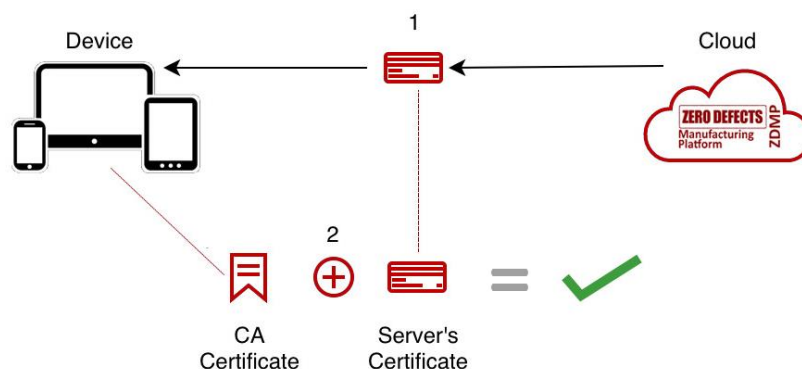 1
Device
Cloud
ZERO DEFECTS
Manufacturing
Platform
ZDMP
2
CA
Certificate
Server's
Certificate